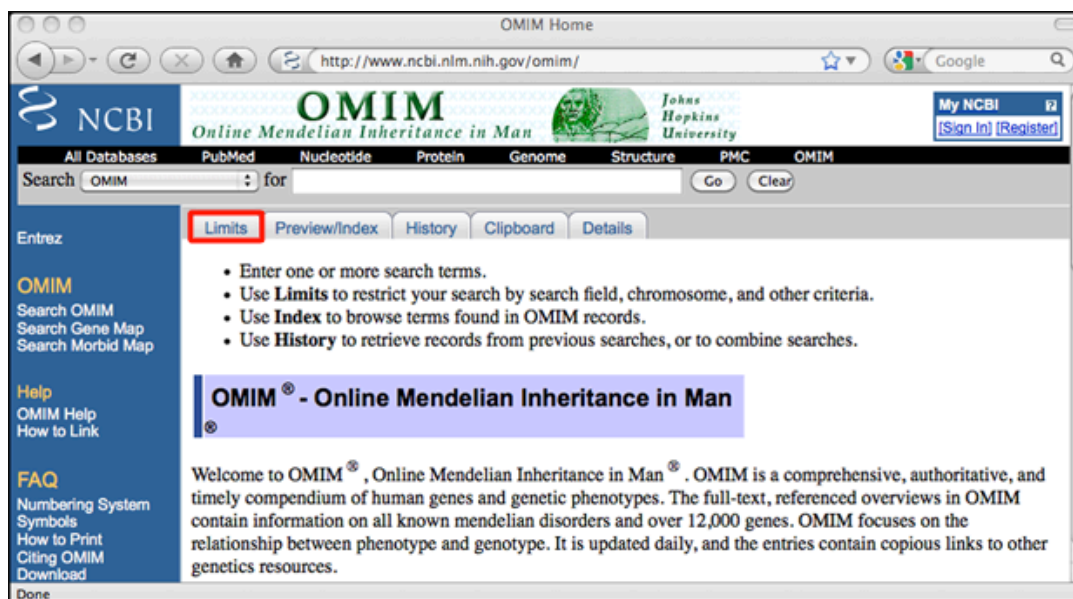 OMIM Home
http://www.ncbi.nlm.nih.gov/omim/
Google
NCBI
OMIM
Online Mendelian Inheritance in Man
Johns
Hopkins
University
My NCBI
[Sign In] [Register]
All Databases PubMed Nucleotide Protein Genome Structure PMC OMIM
Search OMIM for Go Clear
Limits Preview/Index History Clipboard Details
Entrez
OMIM
Search OMIM
Search Gene Map
Search Morbid Map
Help
OMIM Help
How to Link
FAQ
Numbering System
Symbols
How to Print
Citing OMIM
Download
• Enter one or more search terms.
• Use Limits to restrict your search by search field, chromosome, and other criteria.
• Use Index to browse terms found in OMIM records.
• Use History to retrieve records from previous searches, or to combine searches.
OMIM ® - Online Mendelian Inheritance in Man
®
Welcome to OMIM ® , Online Mendelian Inheritance in Man ® . OMIM is a comprehensive, authoritative, and
timely compendium of human genes and genetic phenotypes. The full-text, referenced overviews in OMIM
contain information on all known mendelian disorders and over 12,000 genes. OMIM focuses on the
relationship between phenotype and genotype. It is updated daily, and the entries contain copious links to other
genetics resources.
Done